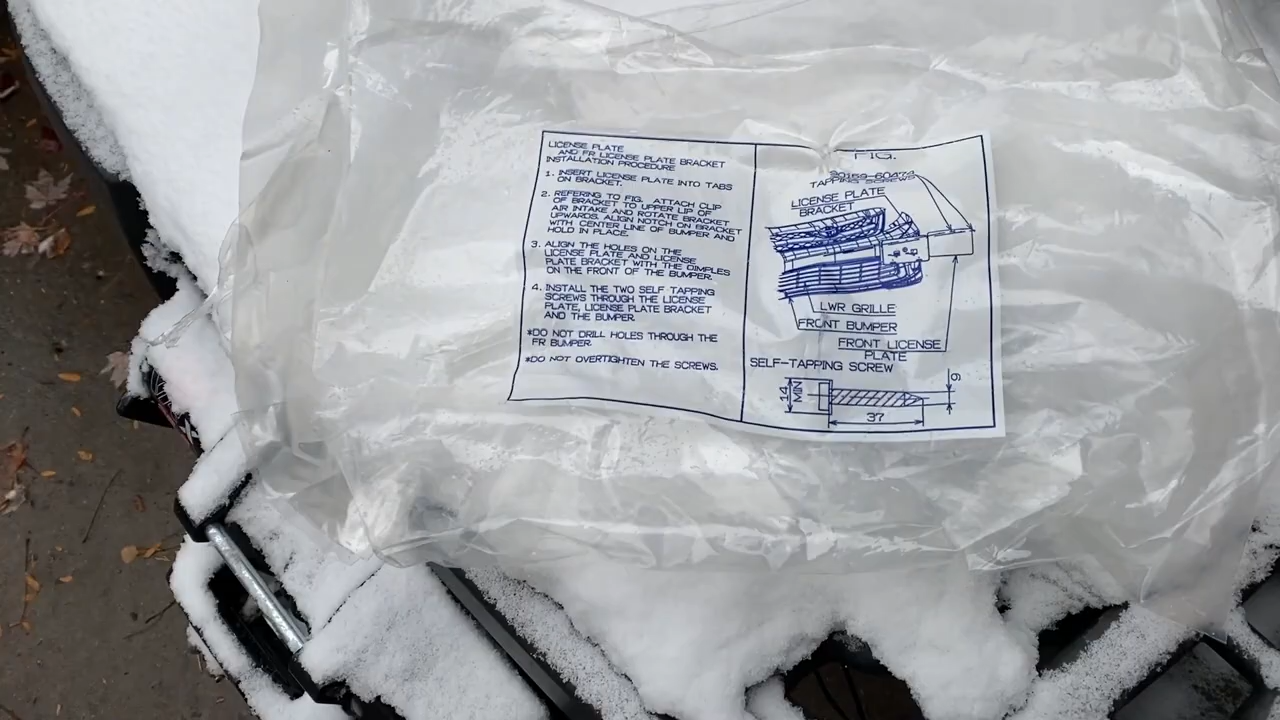 LICENSE PLATE
AND FR LICENSE PLATE BRACKET
INSTALLATION PROCEDURE
1. INSERT LICENSE PLATE INTO TABS
ON BRACKET.
2. REFERING TO FIG. ATTACH CLIP
OF BRACKET TO UPPER LIP OF
AIR INTAKE AND ROTATE BRACKET
UPWARDS. ALIGN NOTCH ON BRACKET
WITH CENTER LINE OF BUMPER AND
HOLD IN PLACE.
3. ALIGN THE HOLES ON THE
LICENSE PLATE AND LICENSE
PLATE BRACKET WITH THE DIMPLES
ON THE FRONT OF THE BUMPER.
4. INSTALL THE TWO SELF TAPPING
SCREWS THROUGH THE LICENSE
PLATE, LICENSE PLATE BRACKET
AND THE BUMPER.
*DO NOT DRILL HOLES THROUGH THE
FR BUMPER.
*DO NOT OVERTIGHTEN THE SCREWS.
FIG.
TAPPING SCREW
LICENSE PLATE
BRACKET
LWR GRILLE
FRONT BUMPER
FRONT LICENSE
PLATE
SELF-TAPPING SCREW
14
MIN
37